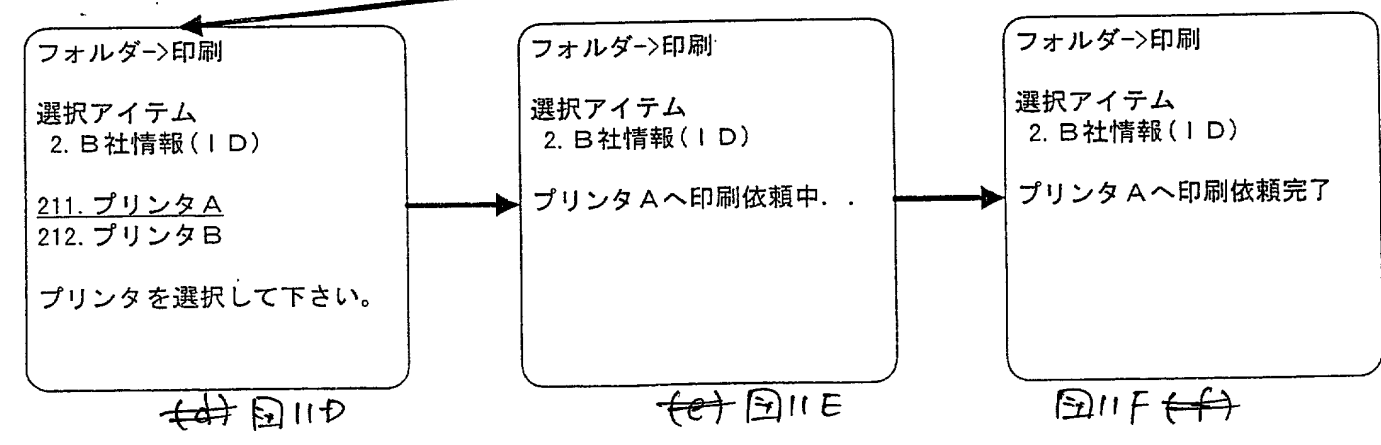 フォルダー->印刷
選択アイテム
2. B社情報(ID)
211. プリンタA
212. プリンタB
プリンタを選択して下さい。
(d) 図11D
フォルダー->印刷
選択アイテム
2. B社情報(ID)
プリンタAへ印刷依頼中. .
(e) 図11E
フォルダー->印刷
選択アイテム
2. B社情報(ID)
プリンタAへ印刷依頼完了
図11F (f)